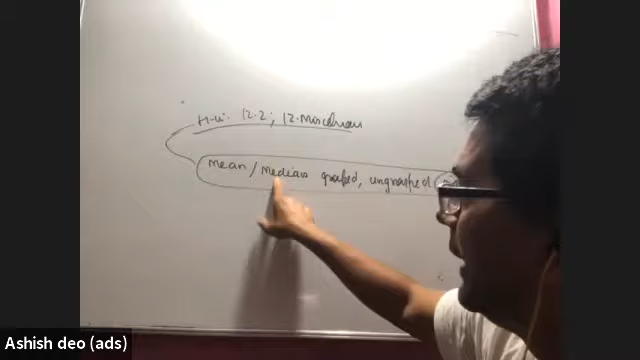 H.W. 12.2; 12.Miscellaneous
Mean / Median grouped, ungrouped
Ashish deo (ads)